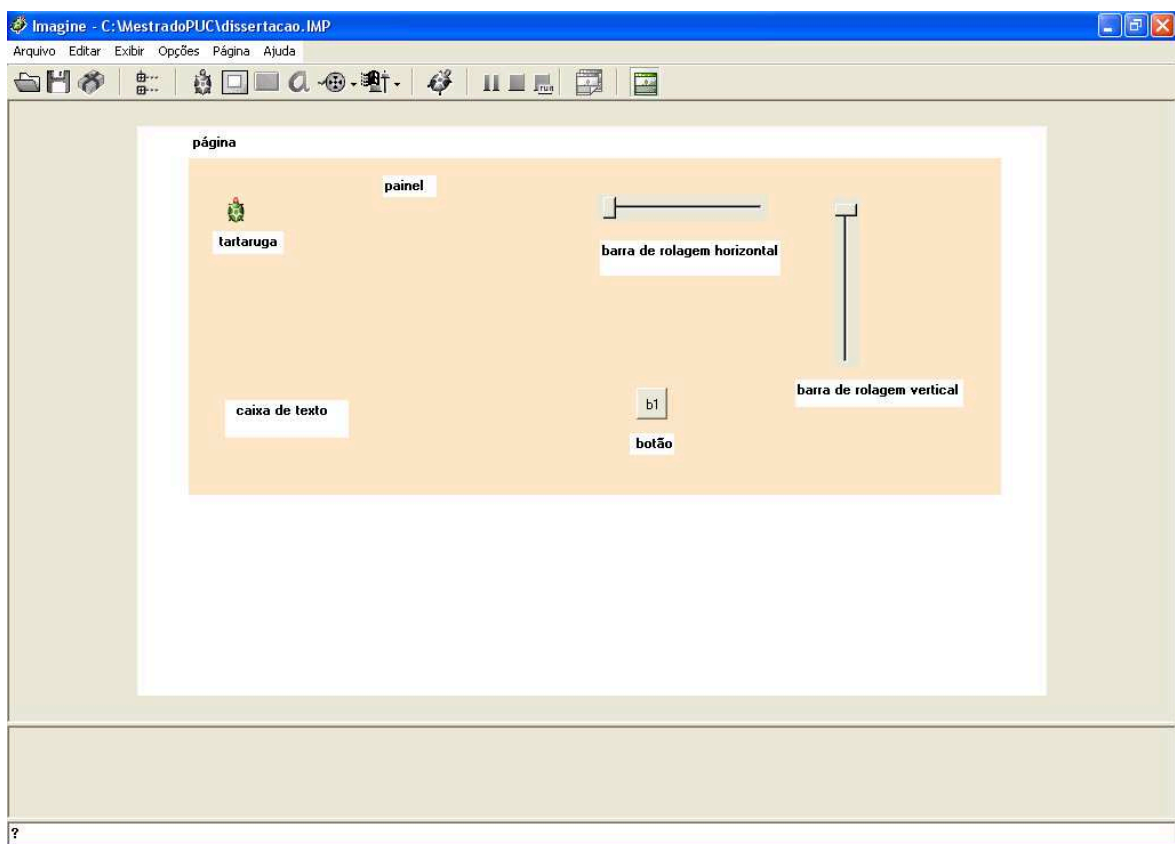 Imagine - C:\MestradoPUC\dissertacao.IMP
Arquivo Editar Exibir Opções Página Ajuda
run
página
painel
tartaruga
barra de rolagem horizontal
barra de rolagem vertical
caixa de texto
b1
botão
?